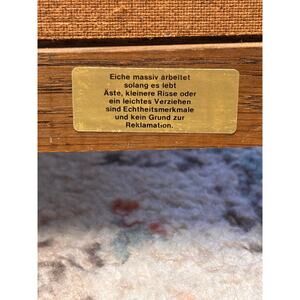 Eiche massiv arbeitet
solang es lebt
Äste, kleinere Risse oder
ein leichtes Verziehen
sind Echtheitsmerkmale
und kein Grund zur
Reklamation.